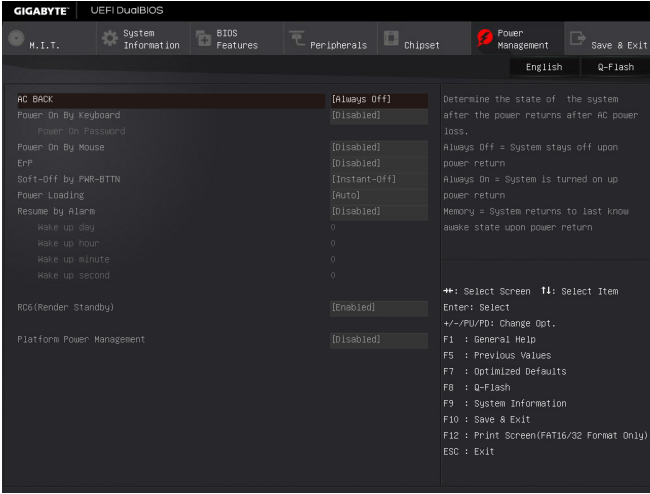 GIGABYTE™ UEFI DualBIOS
M.I.T.
System Information
BIOS Features
Peripherals
Chipset
Power Management
Save & Exit
English Q-Flash
AC BACK [Always Off]
Power On By Keyboard [Disabled]
Power On Password
Power On By Mouse [Disabled]
ErP [Disabled]
Soft-Off by PWR-BTTN [Instant-Off]
Power Loading [Auto]
Resume by Alarm [Disabled]
Wake up day 0
Wake up hour 0
Wake up minute 0
Wake up second 0
RC6(Render Standby) [Enabled]
Platform Power Management [Disabled]
Determine the state of the system
after the power returns after AC power
loss.
Always Off = System stays off upon
power return
Always On = System is turned on up
power return
Memory = System returns to last know
awake state upon power return
→←: Select Screen ↑↓: Select Item
Enter: Select
+/-/PU/PD: Change Opt.
F1 : General Help
F5 : Previous Values
F7 : Optimized Defaults
F8 : Q-Flash
F9 : System Information
F10 : Save & Exit
F12 : Print Screen(FAT16/32 Format Only)
ESC : Exit